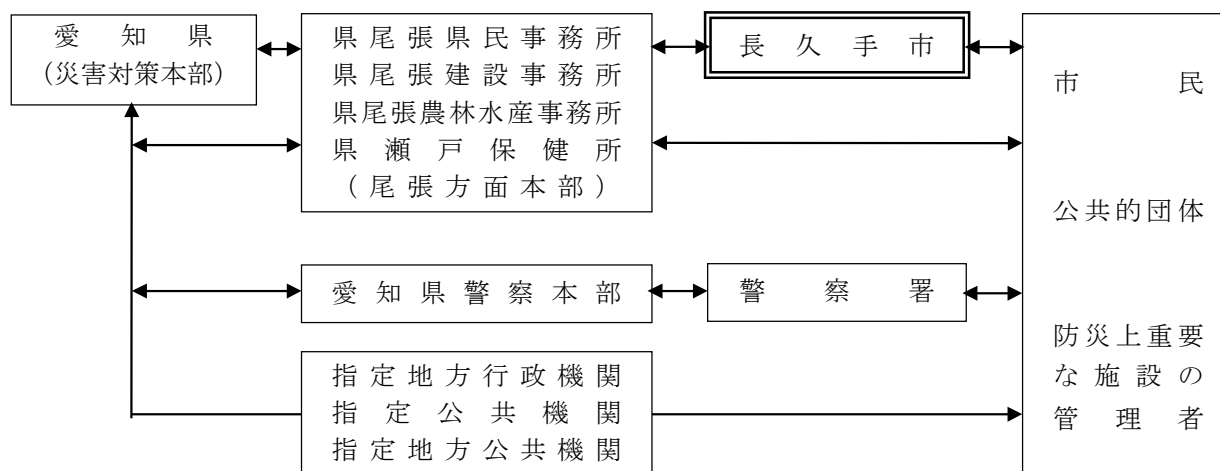 愛知県
(災害対策本部)
県尾張県民事務所
県尾張建設事務所
県尾張農林水産事務所
県瀬戸保健所
(尾張方面本部)
長久手市
市民
公共的団体
防災上重要
な施設の
管理者
愛知県警察本部
警察署
指定地方行政機関
指定公共機関
指定地方公共機関